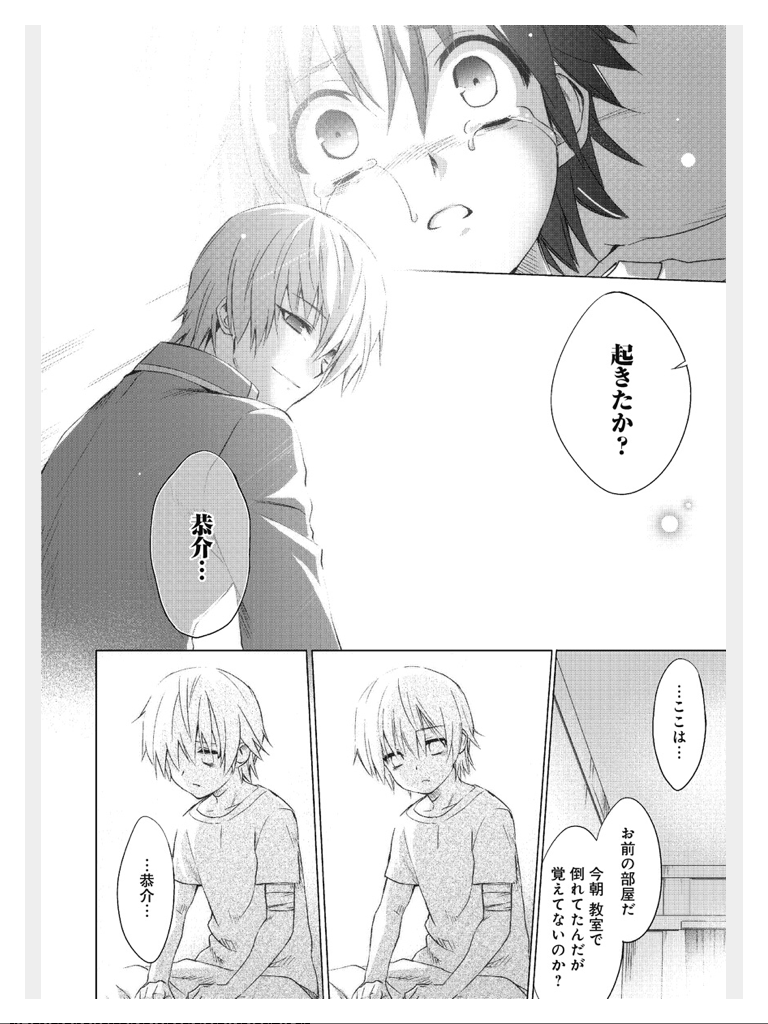 起きたか？
恭介…
…ここは…
お前の部屋だ
今朝 教室で
倒れてたんだが
覚えてないのか？
…恭介…